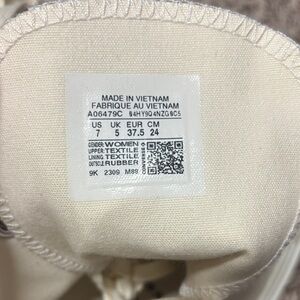 MADE IN VIETNAM
FABRIQUE AU VIETNAM
A06479C 94HY9Q4NZG9C5
US UK EUR CM
7 5 37.5 24
GENDER: WOMEN
UPPER: TEXTILE
LINING: TEXTILE
OUTSOLE: RUBBER
9K 2309 M89